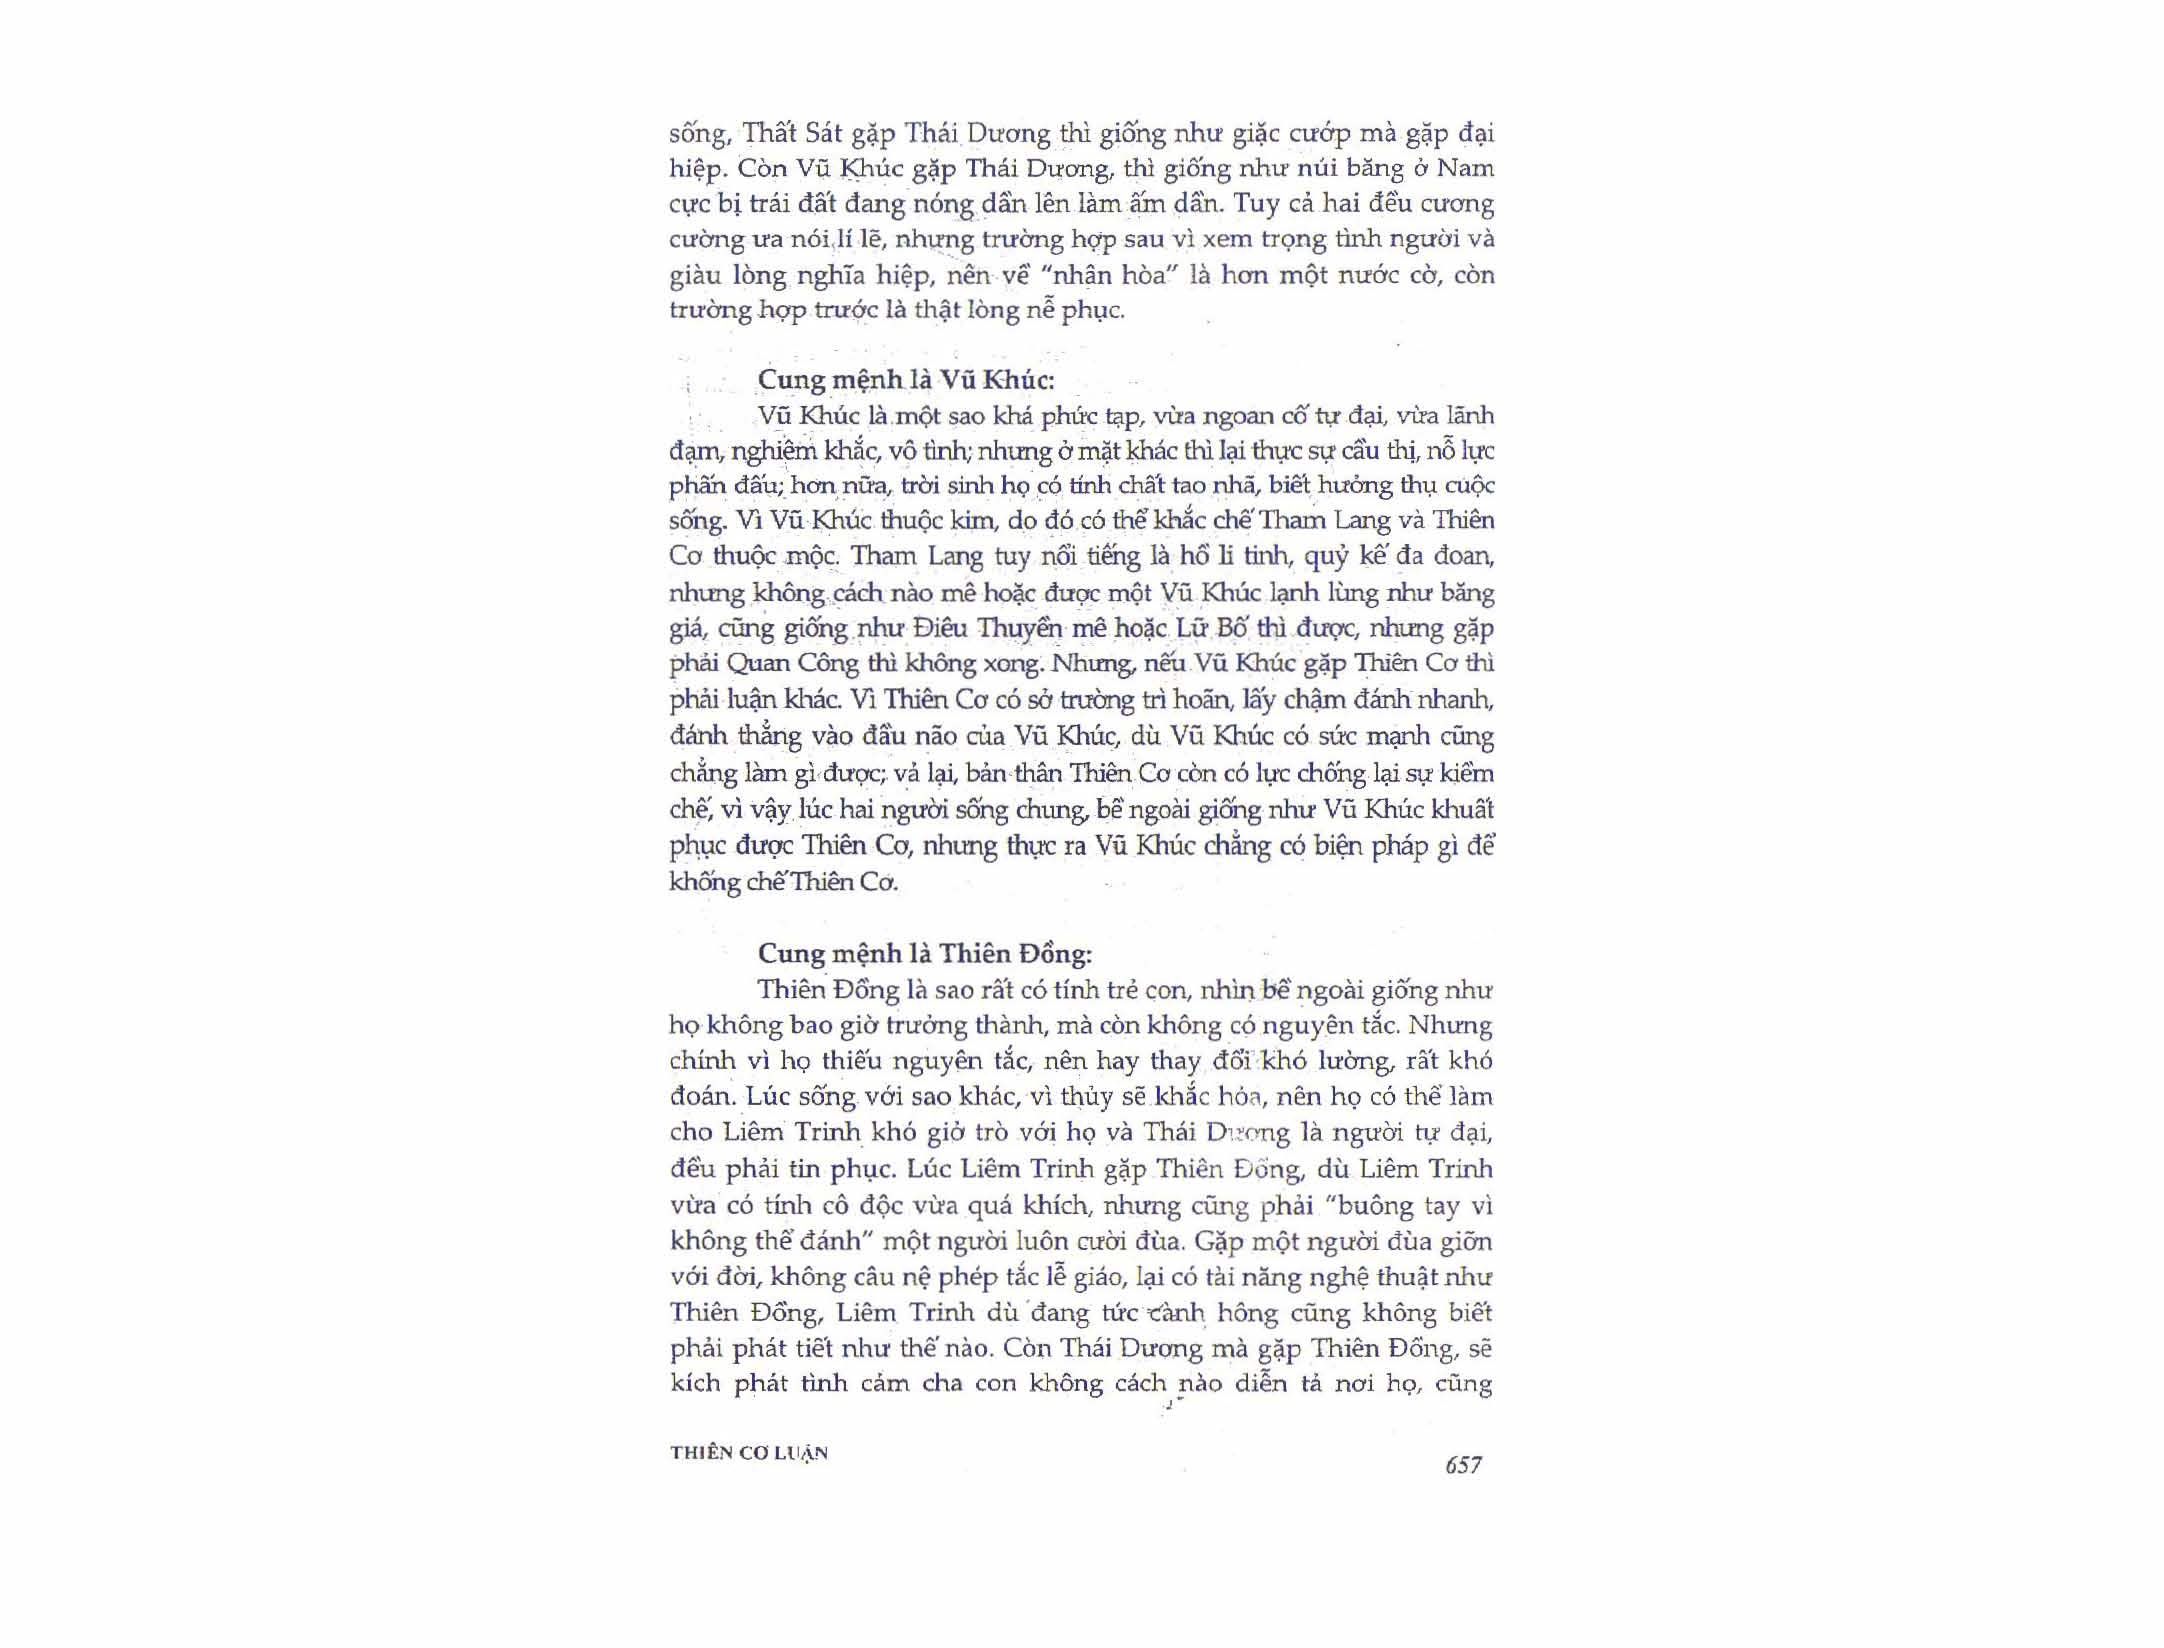 sống, Thất Sát gặp Thái Dương thì giống như giặc cướp mà gặp đại
hiệp. Còn Vũ Khúc gặp Thái Dương, thì giống như núi băng ở Nam
cực bị trái đất đang nóng dần lên làm ấm dần. Tuy cả hai đều cương
cường ưa nói lí lẽ, nhưng trường hợp sau vì xem trọng tình người và
giàu lòng nghĩa hiệp, nên về "nhân hòa" là hơn một nước cờ, còn
trường hợp trước là thật lòng nễ phục.
Cung mệnh là Vũ Khúc:
Vũ Khúc là một sao khá phức tạp, vừa ngoan cố tự đại, vừa lãnh
đạm, nghiêm khắc, vô tình; nhưng ở mặt khác thì lại thực sự cầu thị, nỗ lực
phấn đấu; hơn nữa, trời sinh họ có tính chất tao nhã, biết hưởng thụ cuộc
sống. Vì Vũ Khúc thuộc kim, do đó có thể khắc chế Tham Lang và Thiên
Cơ thuộc mộc. Tham Lang tuy nổi tiếng là hồ li tinh, quỷ kế đa đoan,
nhưng không cách nào mê hoặc được một Vũ Khúc lạnh lùng như băng
giá, cũng giống như Điêu Thuyền mê hoặc Lữ Bố thì được, nhưng gặp
phải Quan Công thì không xong. Nhưng, nếu Vũ Khúc gặp Thiên Cơ thì
phải luận khác. Vì Thiên Cơ có sở trường trì hoãn, lấy chậm đánh nhanh,
đánh thẳng vào đầu não của Vũ Khúc, dù Vũ Khúc có sức mạnh cũng
chẳng làm gì được; vả lại, bản thân Thiên Cơ còn có lực chống lại sự kiềm
chế, vì vậy lúc hai người sống chung, bề ngoài giống như Vũ Khúc khuất
phục được Thiên Cơ, nhưng thực ra Vũ Khúc chẳng có biện pháp gì để
khống chế Thiên Cơ.
Cung mệnh là Thiên Đồng:
Thiên Đồng là sao rất có tính trẻ con, nhìn bề ngoài giống như
họ không bao giờ trưởng thành, mà còn không có nguyên tắc. Nhưng
chính vì họ thiếu nguyên tắc, nên hay thay đổi khó lường, rất khó
đoán. Lúc sống với sao khác, vì thủy sẽ khắc hỏa, nên họ có thể làm
cho Liêm Trinh khó giở trò với họ và Thái Dương là người tự đại,
đều phải tin phục. Lúc Liêm Trinh gặp Thiên Đồng, dù Liêm Trinh
vừa có tính cô độc vừa quá khích, nhưng cũng phải "buông tay vì
không thể đánh" một người luôn cười đùa. Gặp một người đùa giỡn
với đời, không câu nệ phép tắc lễ giáo, lại có tài năng nghệ thuật như
Thiên Đồng, Liêm Trinh dù đang tức cành hông cũng không biết
phải phát tiết như thế nào. Còn Thái Dương mà gặp Thiên Đồng, sẽ
kích phát tình cảm cha con không cách nào diễn tả nơi họ, cũng
THIÊN CƠ LUẬN
657